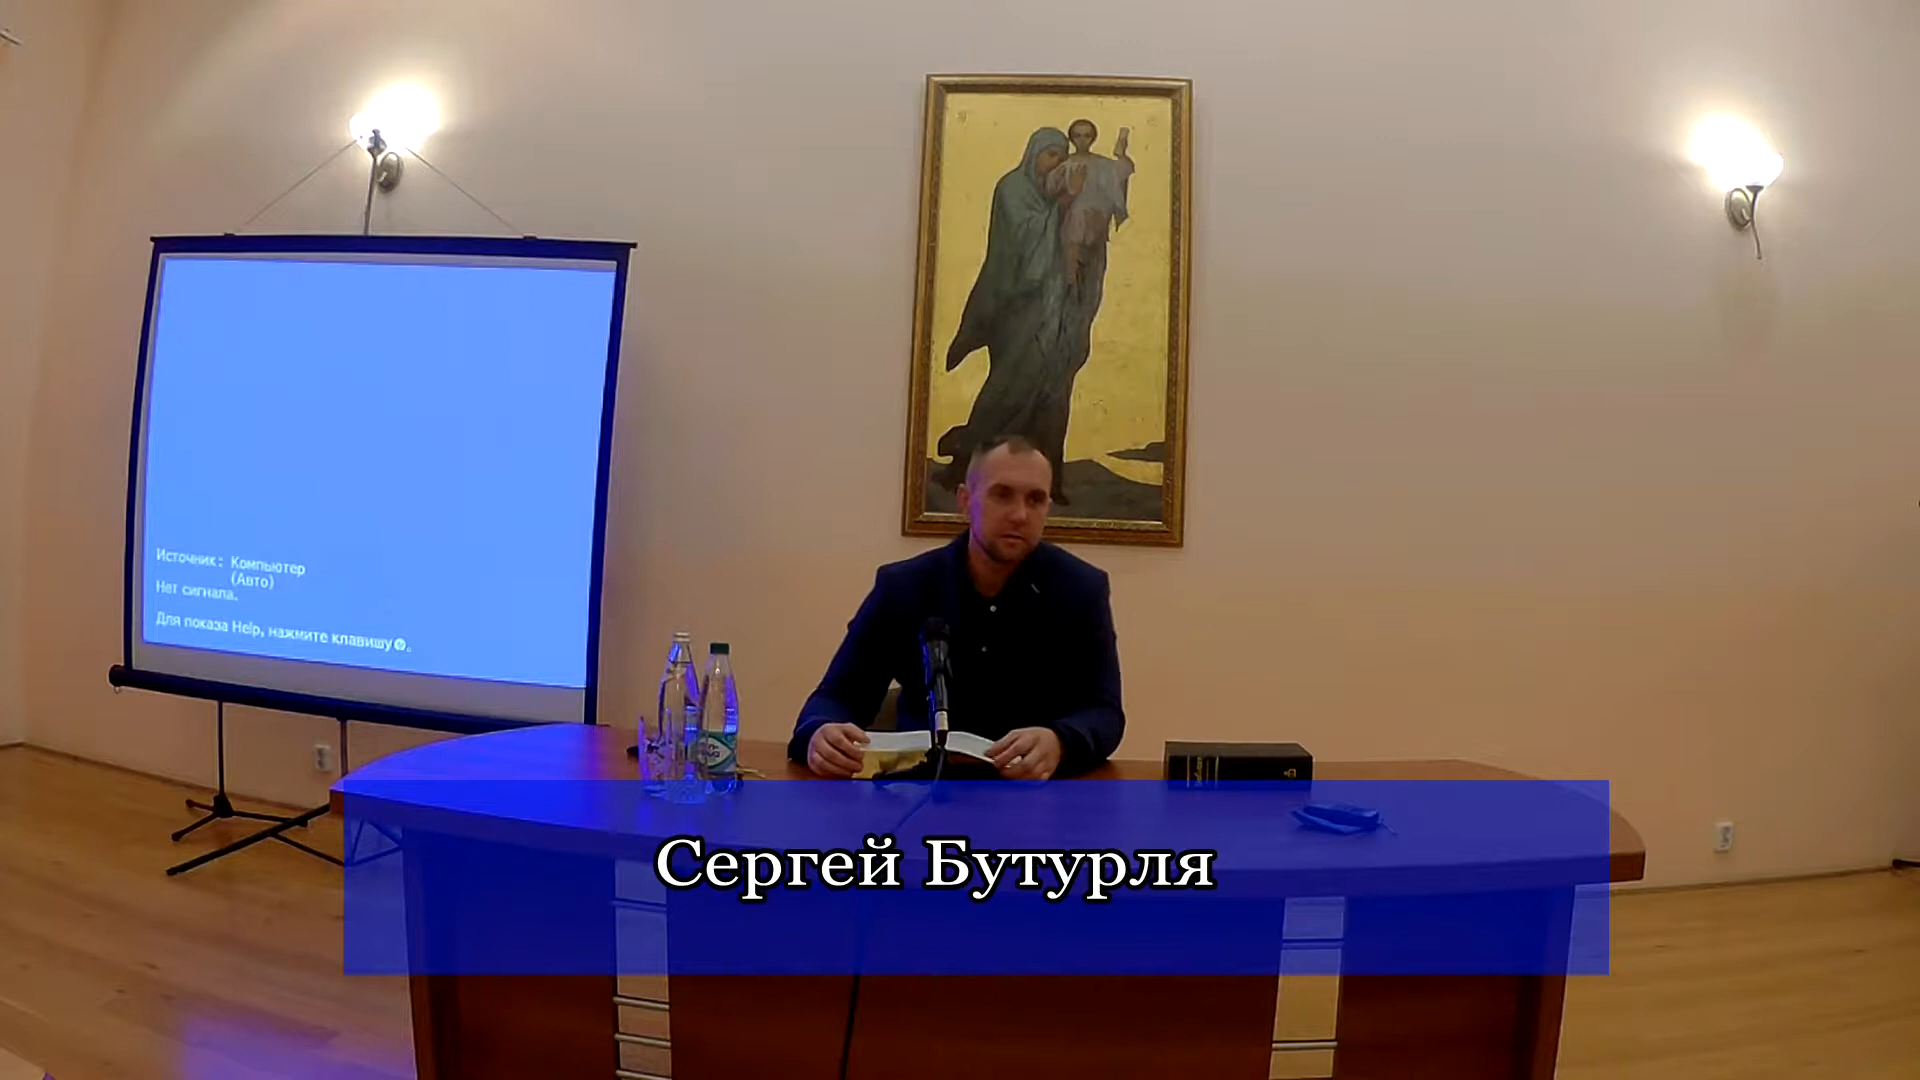 Источник: Компьютер
(Авто)
Нет сигнала.
Для показа Help, нажмите клавишу?.
Сергей Бутурля